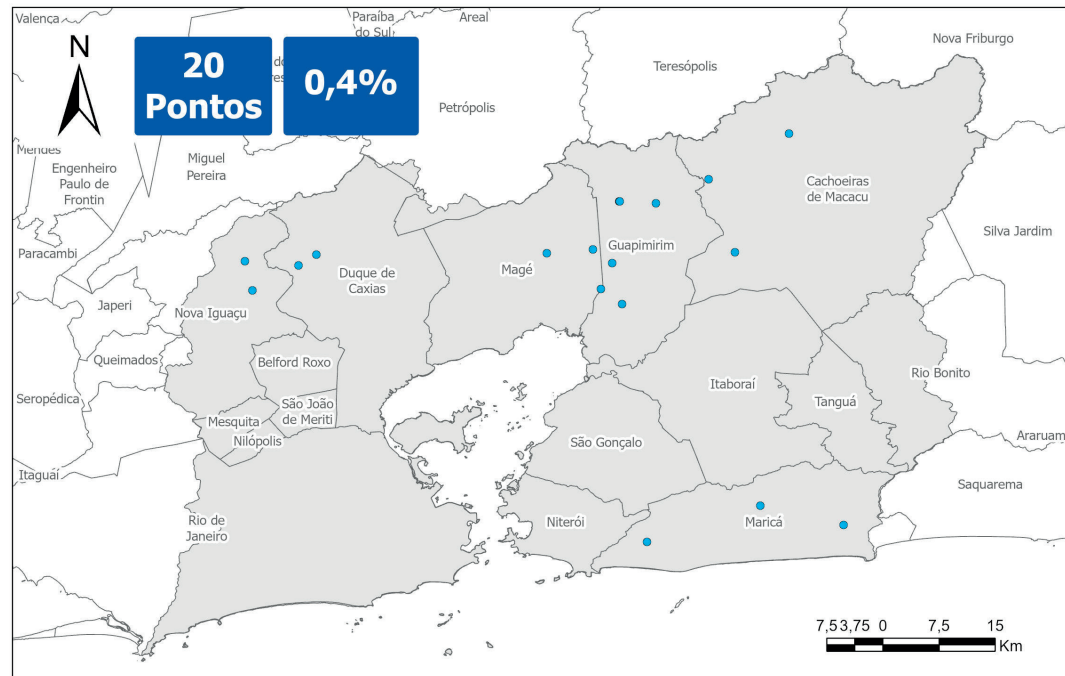 Valença
Paraíba
do Sul
Areal
Nova Friburgo
N
20
Pontos
0,4%
Teresópolis
Petrópolis
Mendes
Engenheiro
Paulo de
Frontin
Miguel
Pereira
Cachoeiras
de Macacu
Silva Jardim
Paracambi
Guapimirim
Magé
Duque de
Caxias
Japeri
Nova Iguaçu
Queimados
Belford Roxo
Rio Bonito
Itaboraí
Seropédica
São João
de Meriti
Tanguá
Mesquita
Nilópolis
São Gonçalo
Araruam
Itaguaí
Saquarema
Rio de
Janeiro
Niterói
Maricá
7,5 3,75 0 7,5 15
Km